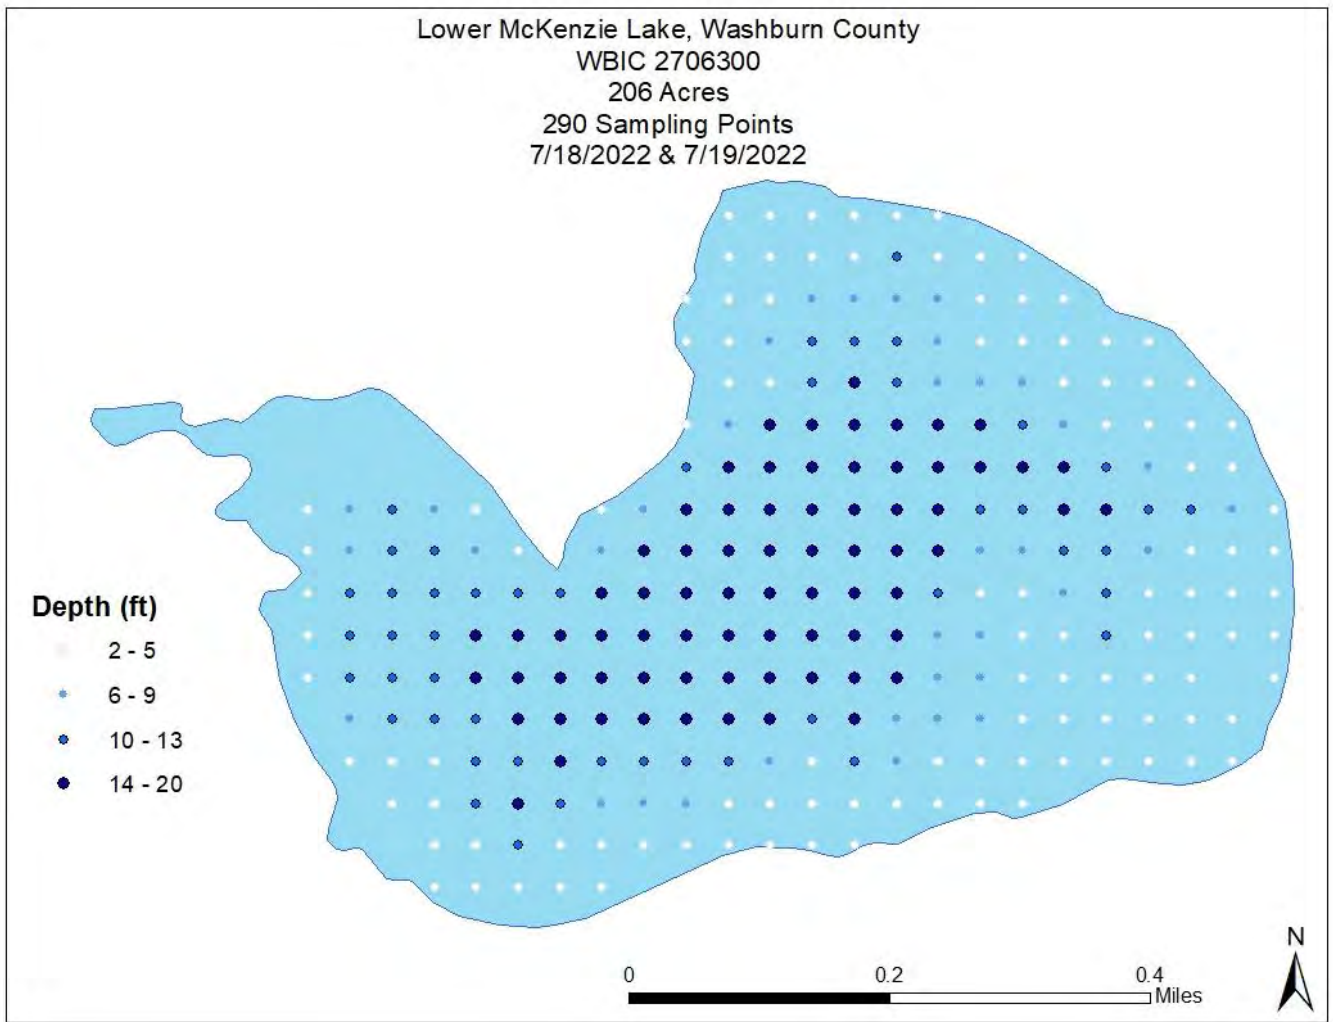 Lower McKenzie Lake, Washburn County
WBIC 2706300
206 Acres
290 Sampling Points
7/18/2022 & 7/19/2022
Depth (ft)
2 - 5
6 - 9
10 - 13
14 - 20
N
0 0.2 0.4
Miles